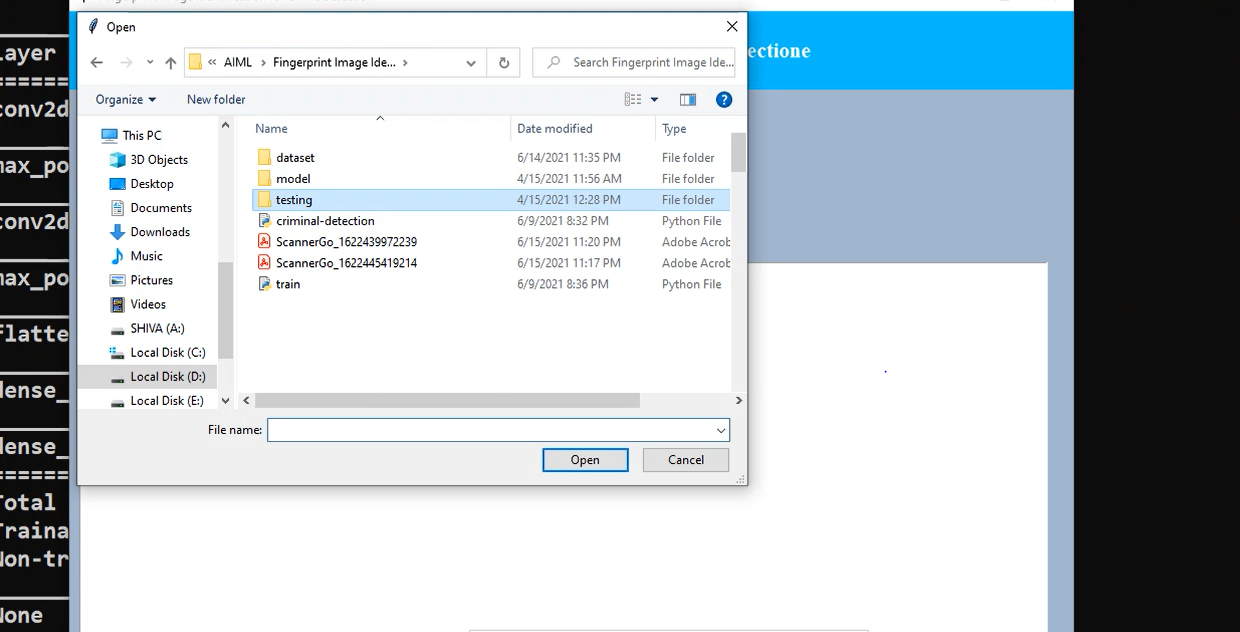 Open
ectione
« AIML > Fingerprint Image Ide... >
Search Fingerprint Image Ide...
Organize
New folder
?
This PC
3D Objects
Desktop
Documents
Downloads
Music
Pictures
Videos
SHIVA (A:)
Local Disk (C:)
Local Disk (D:)
Local Disk (E:)
Name Date modified Type
dataset 6/14/2021 11:35 PM File folder
model 4/15/2021 11:56 AM File folder
testing 4/15/2021 12:28 PM File folder
criminal-detection 6/9/2021 8:32 PM Python File
ScannerGo_1622439972239 6/15/2021 11:20 PM Adobe Acrob
ScannerGo_1622445419214 6/15/2021 11:17 PM Adobe Acrob
train 6/9/2021 8:36 PM Python File
File name:
Open Cancel
ayer
=====
conv2d
max_po
conv2d
max_po
flatte
dense_
dense_
=====
Total
Traina
Non-tr
None